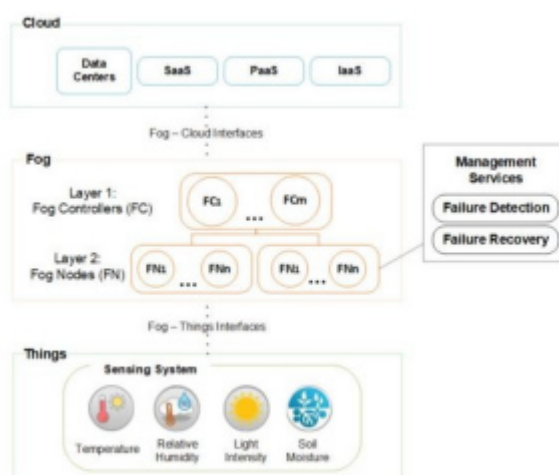 Cloud
Data
Centers
SaaS
PaaS
IaaS
Fog – Cloud Interfaces
Fog
Layer 1:
Fog Controllers (FC)
FC1
...
FCm
Layer 2:
Fog Nodes (FN)
FN1
...
FNn
FN1
...
FNn
Management
Services
Failure Detection
Failure Recovery
Fog – Things Interfaces
Things
Sensing System
Temperature
Relative
Humidity
Light
Intensity
Soil
Moisture